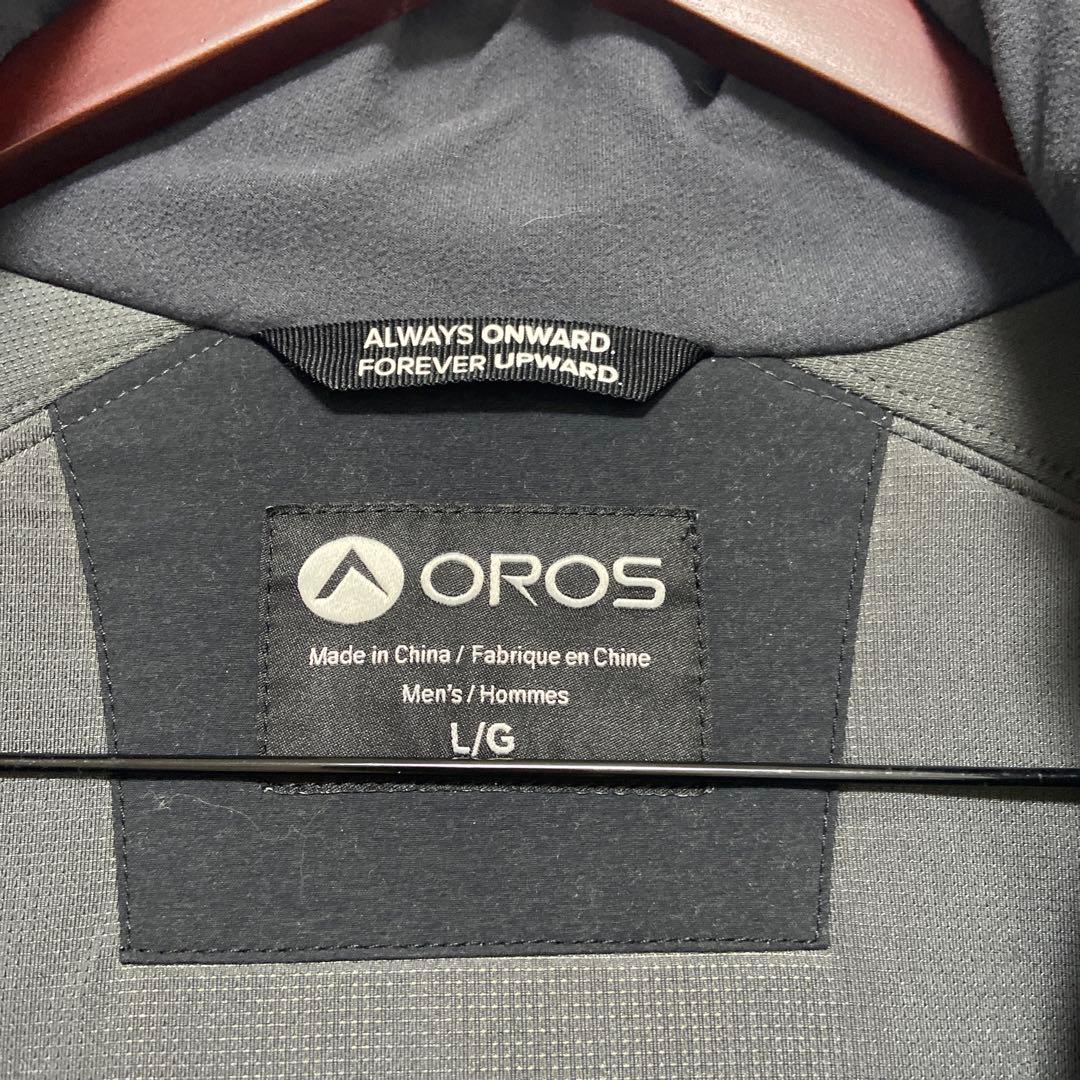 ALWAYS ONWARD.
FOREVER UPWARD.
OROS
Made in China / Fabrique en Chine
Men's / Hommes
L/G